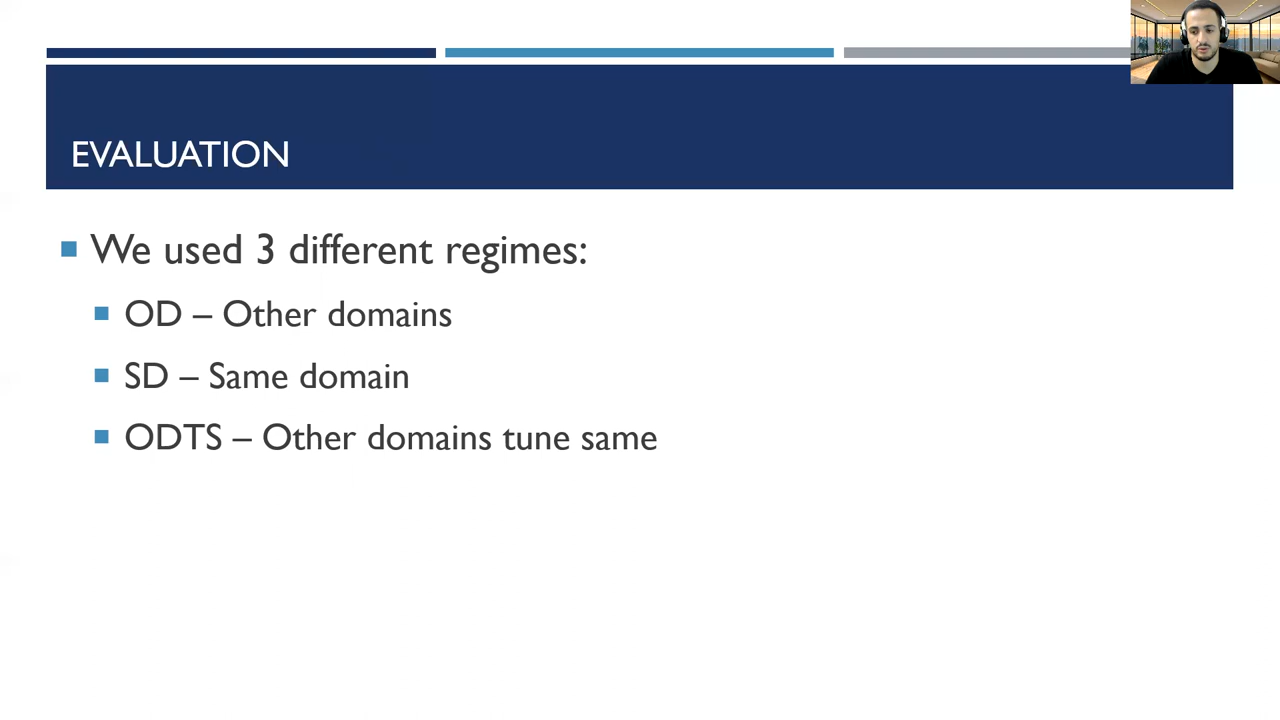 EVALUATION
We used 3 different regimes:
OD – Other domains
SD – Same domain
ODTS – Other domains tune same